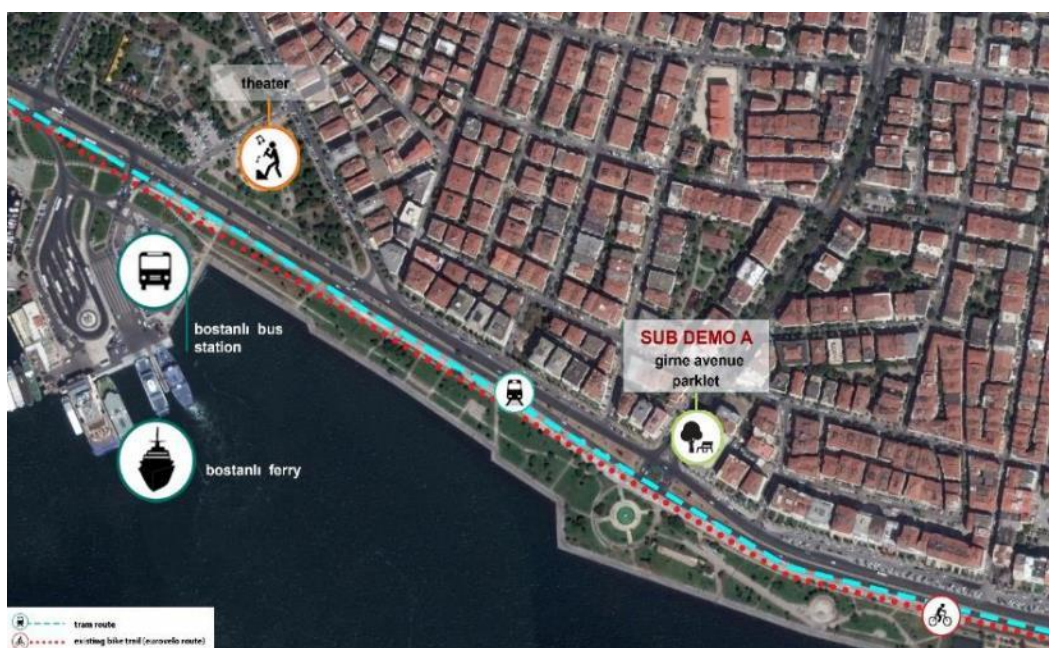 theater
bostanlı bus
station
SUB DEMO A
girne avenue
parklet
bostanlı ferry
tram route
existing bike trail (eurovelo route)